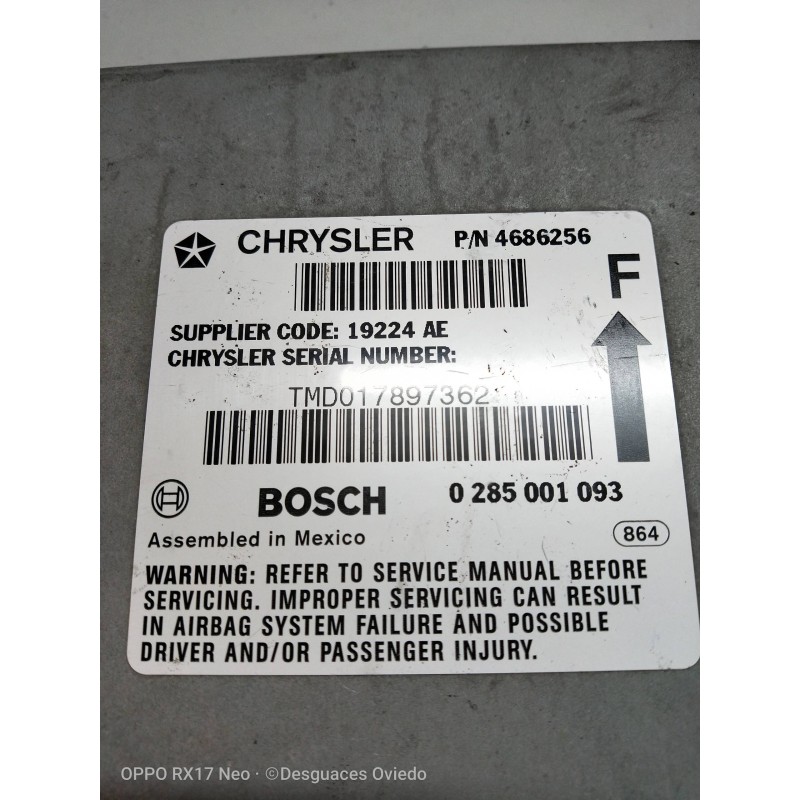 CHRYSLER P/N 4686256
F
SUPPLIER CODE: 19224 AE
CHRYSLER SERIAL NUMBER:
TMD017897362
BOSCH 0 285 001 093
Assembled in Mexico 864
WARNING: REFER TO SERVICE MANUAL BEFORE
SERVICING. IMPROPER SERVICING CAN RESULT
IN AIRBAG SYSTEM FAILURE AND POSSIBLE
DRIVER AND/OR PASSENGER INJURY.
OPPO RX17 Neo · ©Desguaces Oviedo